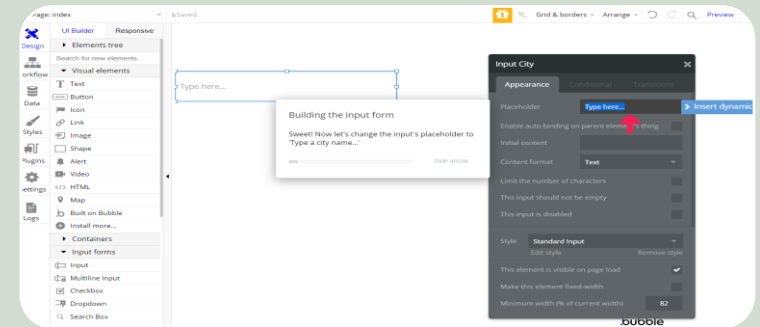 Page: index
Saved
Grid & borders
Arrange
Preview
UI Builder
Responsive
Design
Elements tree
Search for new elements...
Visual elements
Text
Button
Icon
Link
Image
Shape
Alert
Video
HTML
Map
Built on Bubble
Install more...
Containers
Input forms
Input
Multiline Input
Checkbox
Dropdown
Search Box
orkflow
Data
Styles
Plugins
ettings
Logs
Type here...
Building the input form
Sweet! Now let's change the input's placeholder to
'Type a city name...'
hide arrow
Input City
Appearance
Conditional
Transitions
Placeholder
Type here...
Insert dynamic
Enable auto-binding on parent element's thing
Initial content
Content format
Text
Limit the number of characters
This input should not be empty
This input is disabled
Style
Standard Input
Edit style
Remove style
This element is visible on page load
Make this element fixed-width
Minimum width (% of current width)
82
bubble